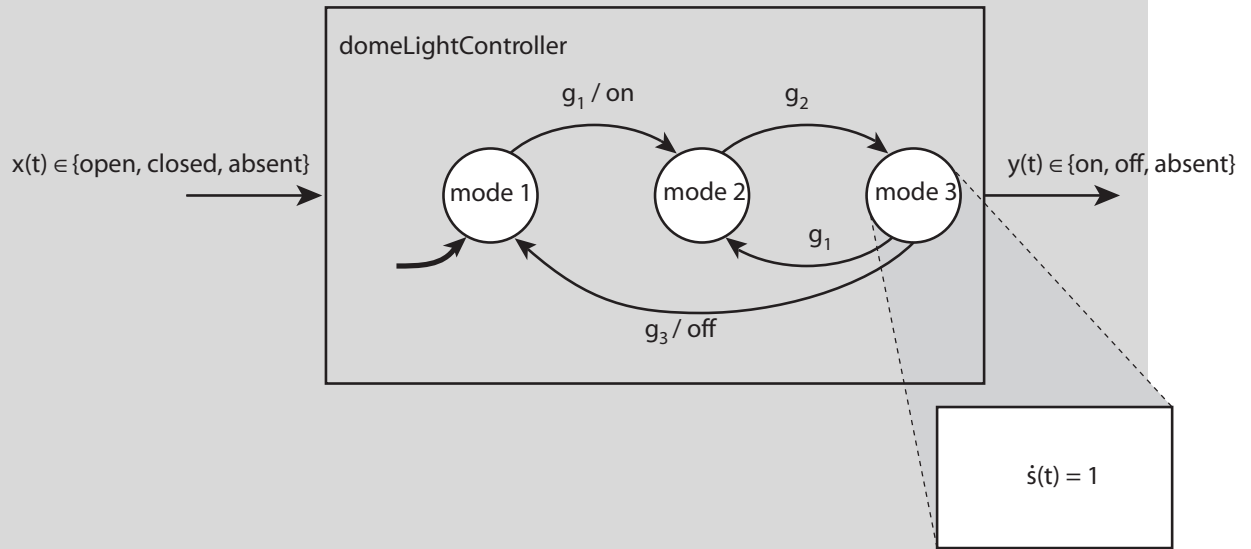 domeLightController
g₁ / on
g₂
x(t) ∈ {open, closed, absent}
y(t) ∈ {on, off, absent}
mode 1
mode 2
mode 3
g₁
g₃ / off
ṡ(t) = 1